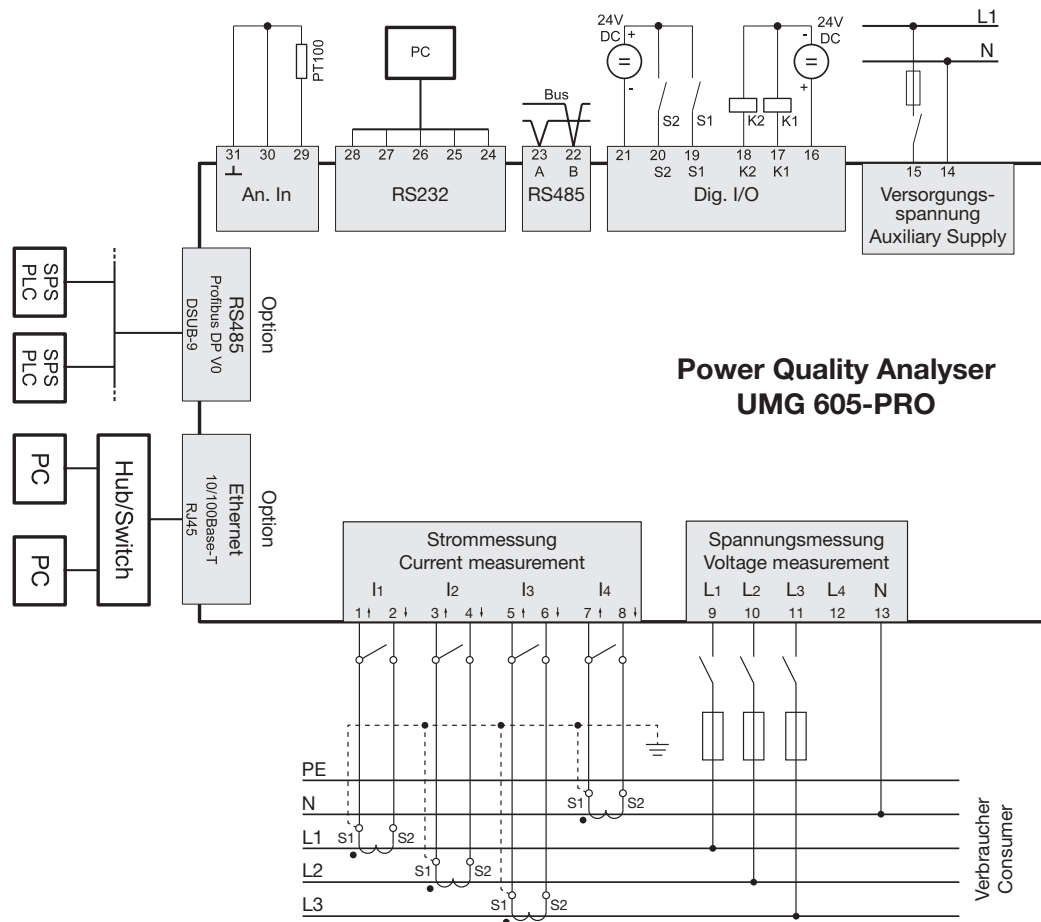 24V
DC
+
-
24V
DC
-
+
L1
N
PT100
PC
Bus
S2
S1
K2
K1
31
30
29
28
27
26
25
24
23
22
21
20
19
18
17
16
15
14
A
B
S2
S1
K2
K1
An. In
RS232
RS485
Dig. I/O
Versorgungs-
spannung
Auxiliary Supply
SPS
PLC
SPS
PLC
RS485
Profibus DP V0
DSUB-9
Option
Power Quality Analyser
UMG 605-PRO
PC
PC
Hub/Switch
Ethernet
10/100Base-T
RJ45
Option
Strommessung
Current measurement
I1
I2
I3
I4
1
2
3
4
5
6
7
8
Spannungsmessung
Voltage measurement
L1
L2
L3
L4
N
9
10
11
12
13
PE
N
S1
S2
L1
S1
S2
L2
S1
S2
L3
S1
S2
Verbraucher
Consumer